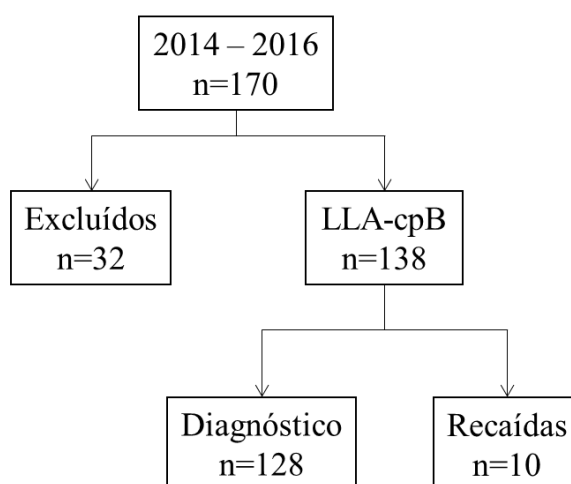 2014 – 2016
n=170
Excluídos
n=32
LLA-cpB
n=138
Diagnóstico
n=128
Recaídas
n=10